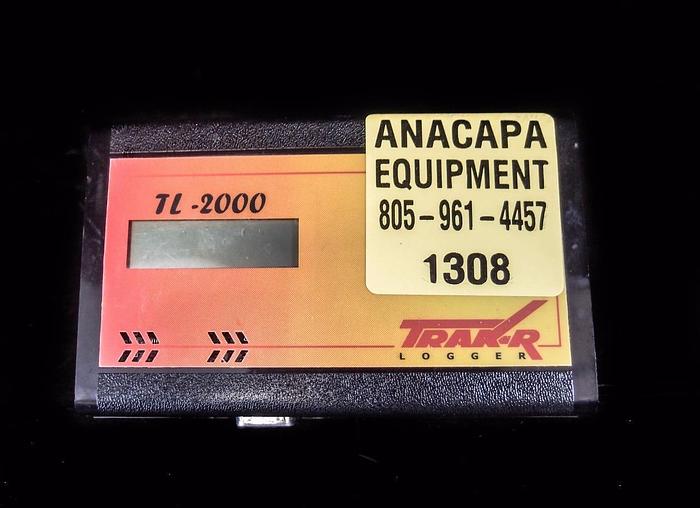 ANACAPA
EQUIPMENT
805-961-4457
1308
TL-2000
TRAK-R
LOGGER